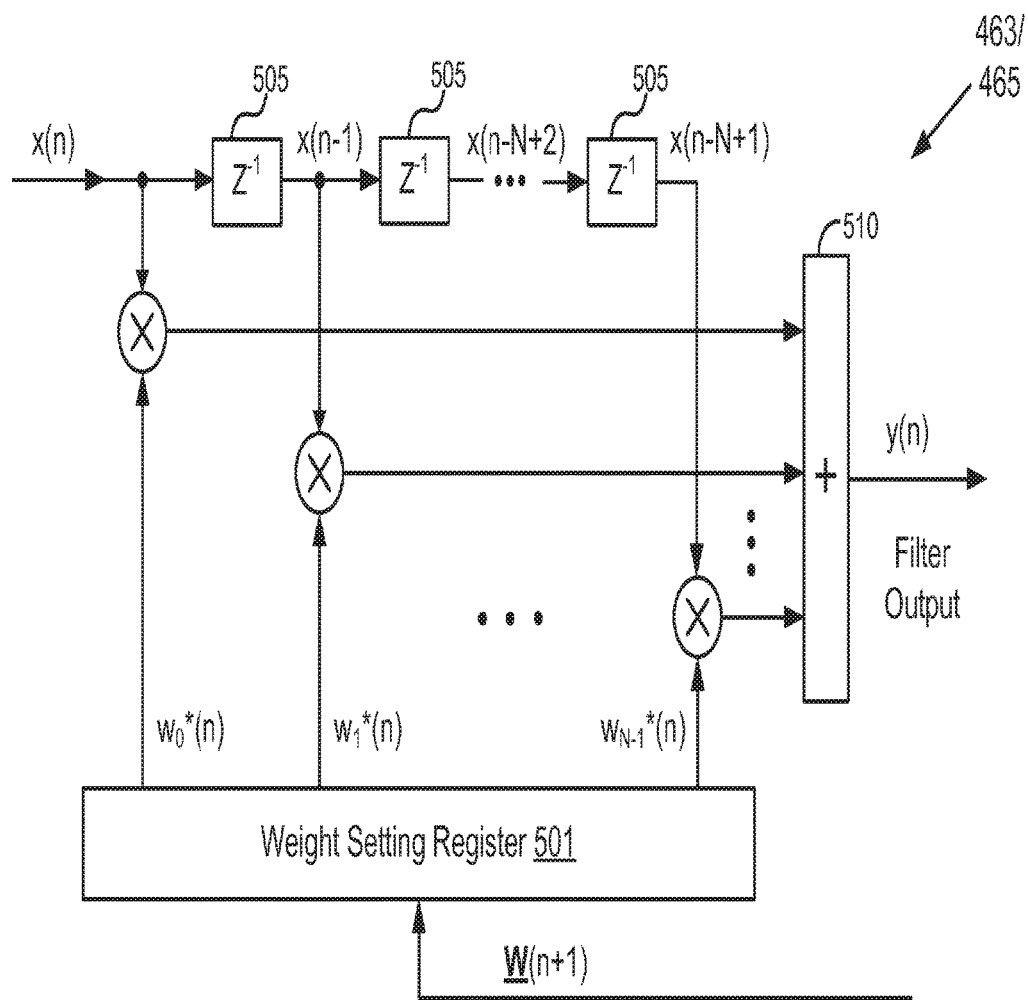 463/
465
505
505
505
x(n)
x(n-1)
x(n-N+2)
x(n-N+1)
Z⁻¹
Z⁻¹
•••
Z⁻¹
510
X
X
+
y(n)
X
Filter
Output
w₀*(n)
w₁*(n)
w_{N-1}*(n)
Weight Setting Register 501
W(n+1)